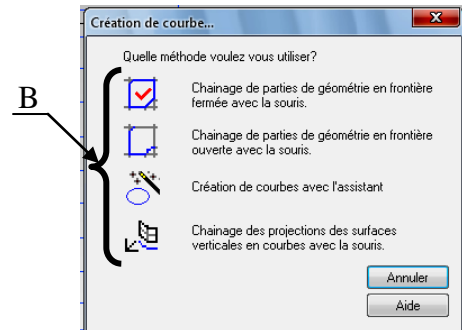 Création de courbe...
Quelle méthode voulez vous utiliser?
Chainage de parties de géométrie en frontière
fermée avec la souris.
B
Chainage de parties de géométrie en frontière
ouverte avec la souris.
Création de courbes avec l'assistant
Chainage des projections des surfaces
verticales en courbes avec la souris.
Annuler
Aide